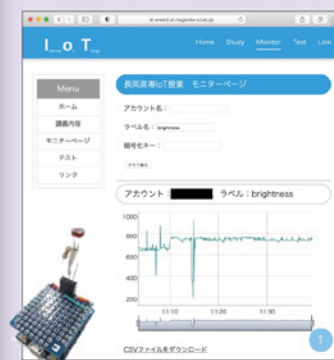 I.o.T.
Home Study Monitor Test Link
Menu
ホーム
講義内容
モニターページ
テスト
リンク
長岡高専IoT授業 モニターページ
アカウント名：
ラベル名： brightness
暗号化キー：
アカウント： ラベル：brightness
1000
800
600
400
200
11:10 11:20 11:30
CSVファイルをダウンロード